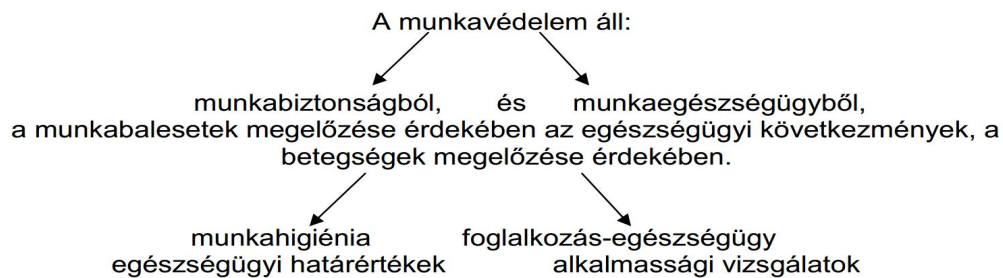 A munkavédelem áll:
munkabiztonságból, és munkaegészségügyből,
a munkabalesetek megelőzése érdekében az egészségügyi következmények, a
betegségek megelőzése érdekében.
munkahigiénia foglalkozás-egészségügy
egészségügyi határértékek alkalmassági vizsgálatok